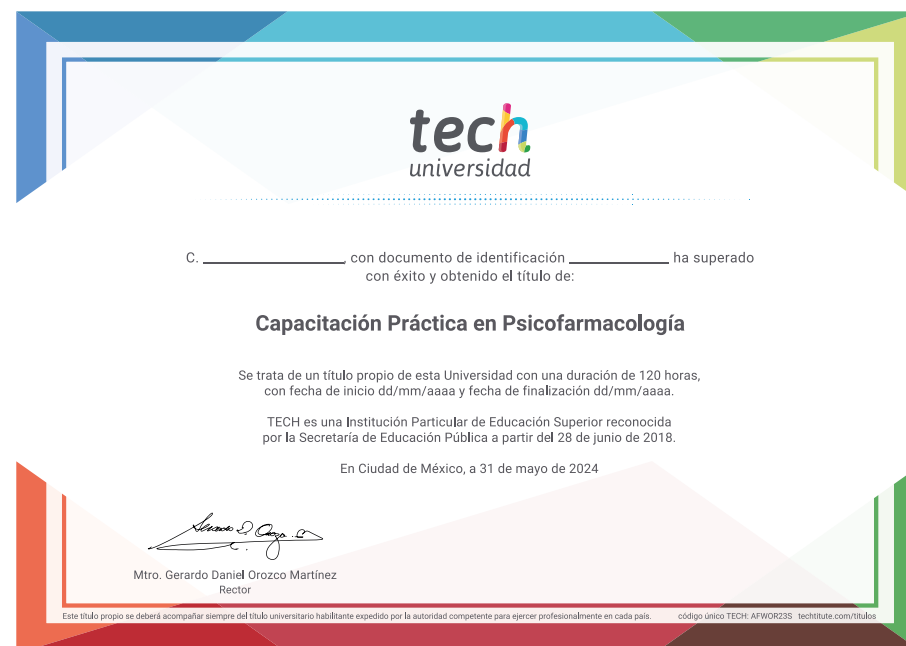 tech
universidad
C. ____________, con documento de identificación ____________ ha superado
con éxito y obtenido el título de:
Capacitación Práctica en Psicofarmacología
Se trata de un título propio de esta Universidad con una duración de 120 horas,
con fecha de inicio dd/mm/aaaa y fecha de finalización dd/mm/aaaa.
TECH es una Institución Particular de Educación Superior reconocida
por la Secretaría de Educación Pública a partir del 28 de junio de 2018.
En Ciudad de México, a 31 de mayo de 2024
Mtro. Gerardo Daniel Orozco Martínez
Rector
Este título propio se deberá acompañar siempre del título universitario habilitante expedido por la autoridad competente para ejercer profesionalmente en cada país. código único TECH: AFWOR23S techtitute.com/titulos